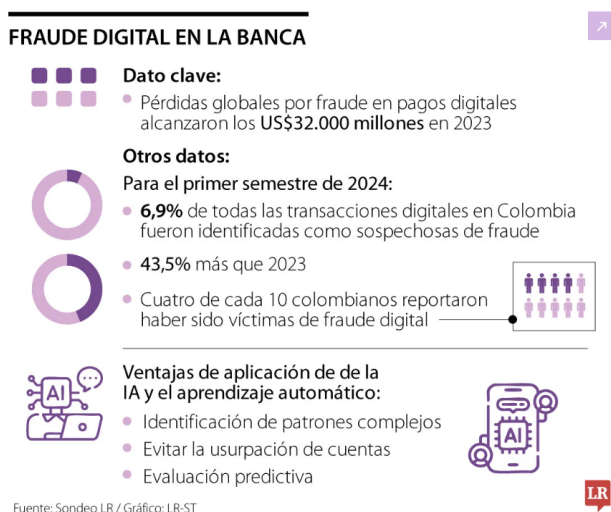 FRAUDE DIGITAL EN LA BANCA
Dato clave:
Pérdidas globales por fraude en pagos digitales
alcanzaron los US$32.000 millones en 2023
Otros datos:
Para el primer semestre de 2024:
6,9% de todas las transacciones digitales en Colombia
fueron identificadas como sospechosas de fraude
43,5% más que 2023
Cuatro de cada 10 colombianos reportaron
haber sido víctimas de fraude digital
Ventajas de aplicación de de la
IA y el aprendizaje automático:
AI
Identificación de patrones complejos
Evitar la usurpación de cuentas
Evaluación predictiva
AI
Fuente: Sondeo LR / Gráfico: LR-ST
LR